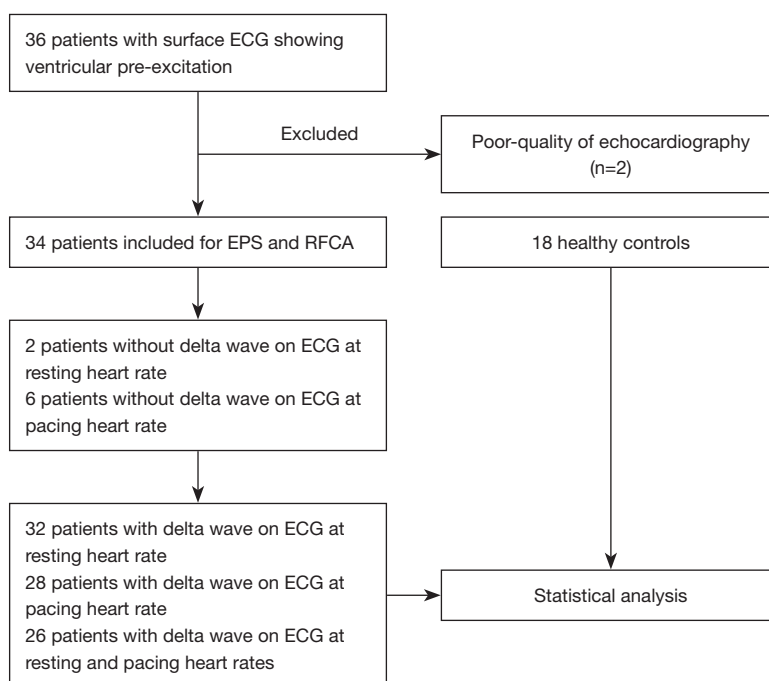 36 patients with surface ECG showing
ventricular pre-excitation
Excluded
Poor-quality of echocardiography
(n=2)
34 patients included for EPS and RFCA
18 healthy controls
2 patients without delta wave on ECG at
resting heart rate
6 patients without delta wave on ECG at
pacing heart rate
32 patients with delta wave on ECG at
resting heart rate
28 patients with delta wave on ECG at
pacing heart rate
26 patients with delta wave on ECG at
resting and pacing heart rates
Statistical analysis